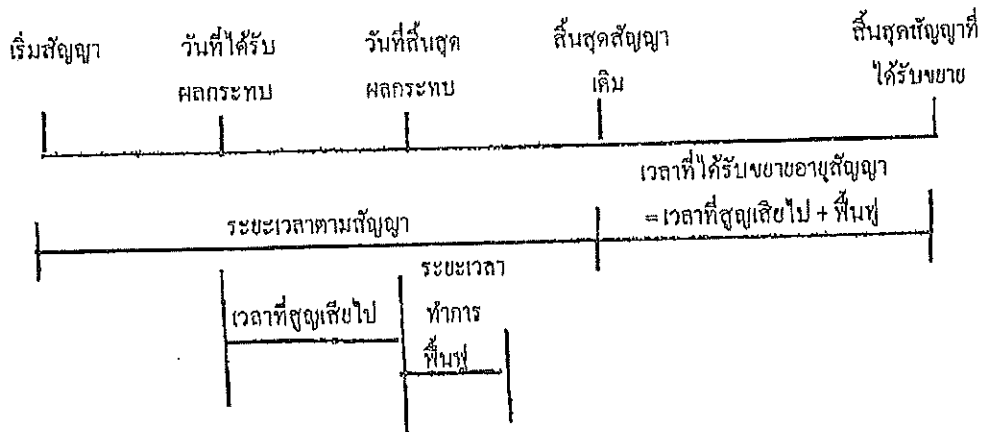 เริ่มสัญญา
วันที่ได้รับ
ผลกระทบ
วันที่สิ้นสุด
ผลกระทบ
สิ้นสุดสัญญา
เดิม
สิ้นสุดสัญญาที่
ได้รับขยาย
เวลาที่ได้รับขยายอายุสัญญา
= เวลาที่สูญเสียไป + ฟื้นฟู
ระยะเวลาตามสัญญา
เวลาที่สูญเสียไป
ระยะเวลา
ทำการ
ฟื้นฟู